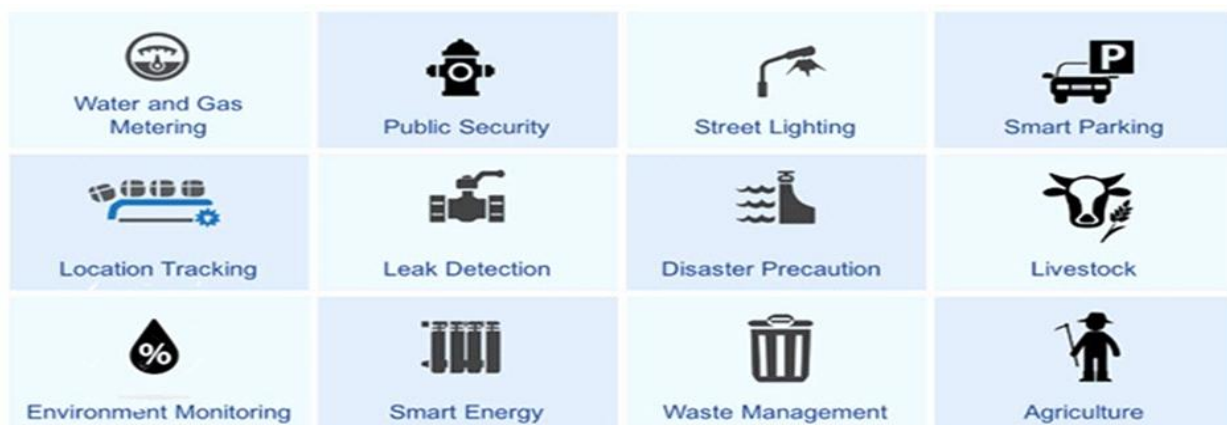 Water and Gas
Metering
Public Security
Street Lighting
P
Smart Parking
Location Tracking
Leak Detection
Disaster Precaution
Livestock
%
Environment Monitoring
Smart Energy
Waste Management
Agriculture